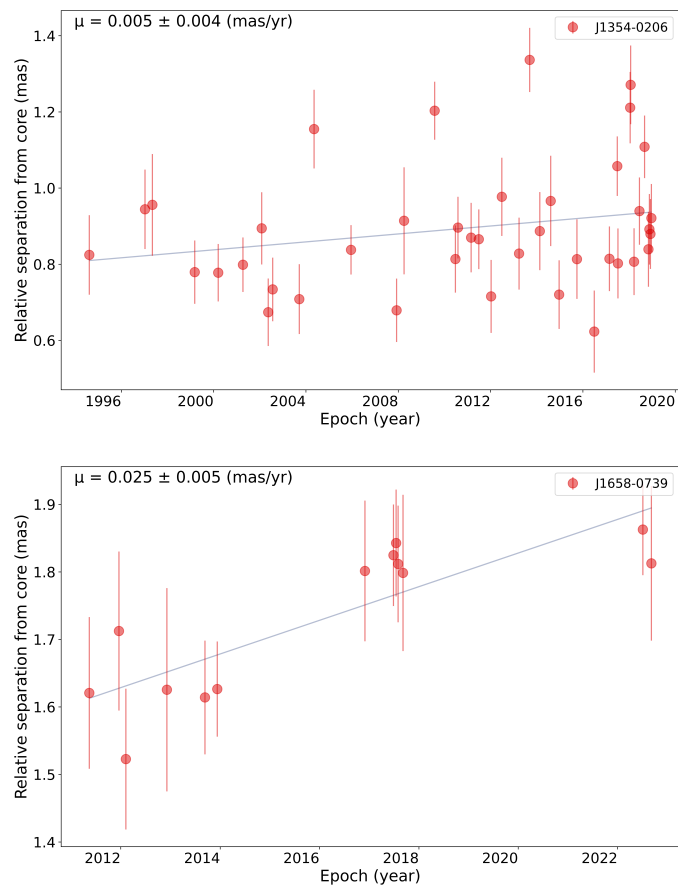 μ = 0.005 ± 0.004 (mas/yr)
J1354-0206
Relative separation from core (mas)
1.4
1.2
1.0
0.8
0.6
1996 2000 2004 2008 2012 2016 2020
Epoch (year)
μ = 0.025 ± 0.005 (mas/yr)
J1658-0739
Relative separation from core (mas)
1.9
1.8
1.7
1.6
1.5
1.4
2012 2014 2016 2018 2020 2022
Epoch (year)